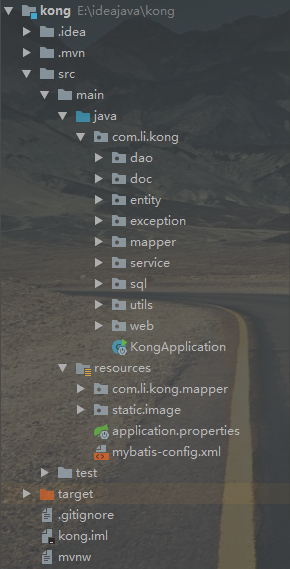 kong E:\ideajava\kong
.idea
.mvn
src
main
java
com.li.kong
dao
doc
entity
exception
mapper
service
sql
utils
web
KongApplication
resources
com.li.kong.mapper
static.image
application.properties
mybatis-config.xml
test
target
.gitignore
kong.iml
mvnw